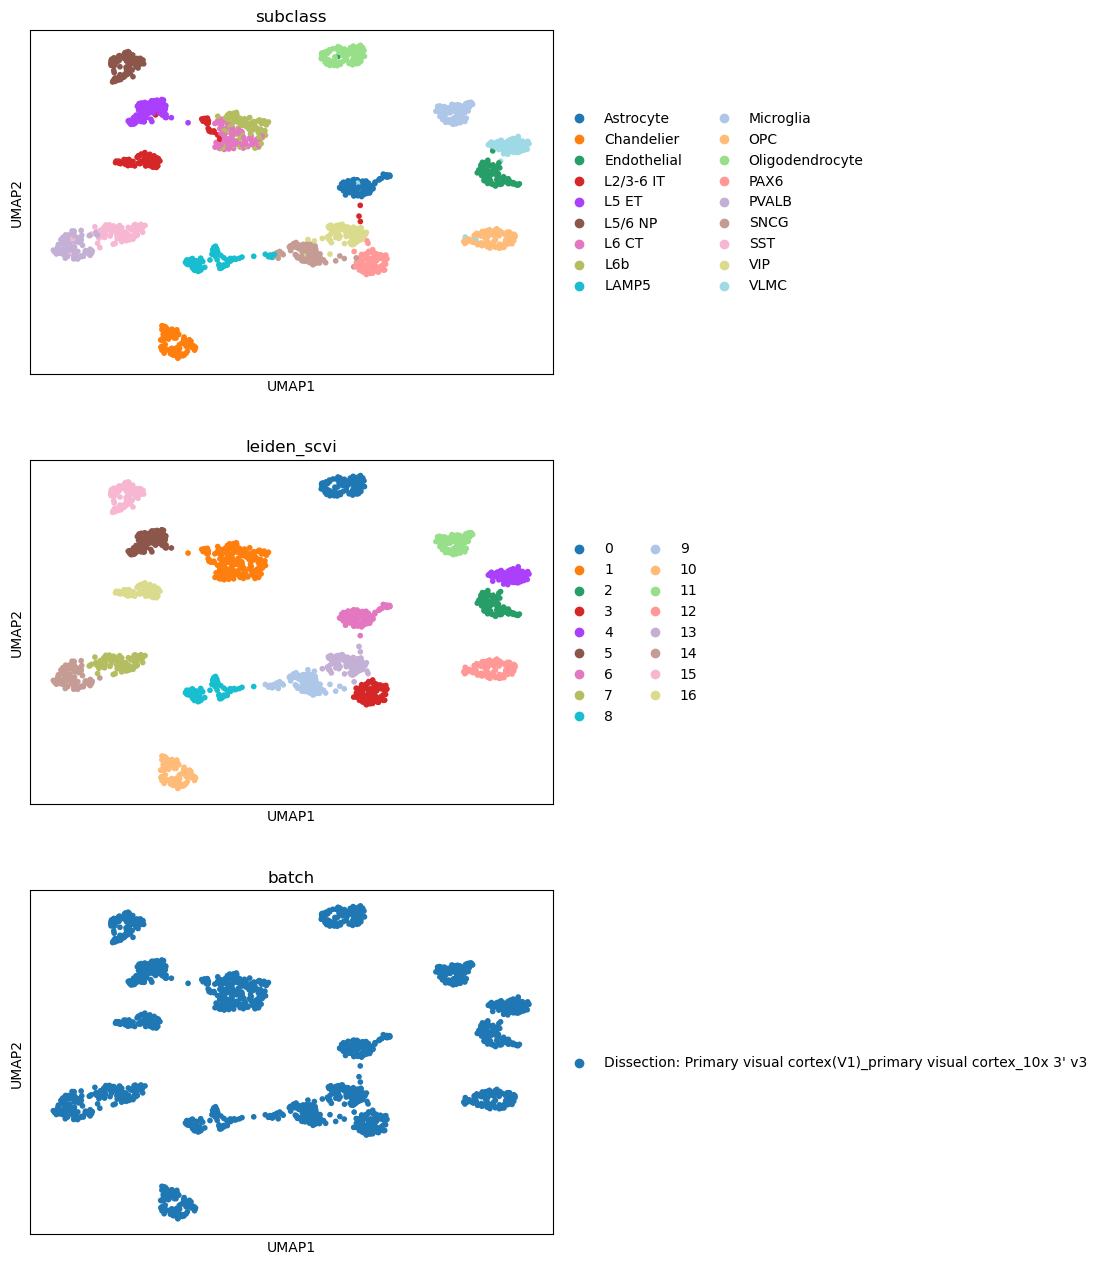 subclass
UMAP2
UMAP1
Astrocyte
Chandelier
Endothelial
L2/3-6 IT
L5 ET
L5/6 NP
L6 CT
L6b
LAMP5
Microglia
OPC
Oligodendrocyte
PAX6
PVALB
SNCG
SST
VIP
VLMC
leiden_scvi
UMAP2
UMAP1
0
1
2
3
4
5
6
7
8
9
10
11
12
13
14
15
16
batch
UMAP2
UMAP1
Dissection: Primary visual cortex(V1)_primary visual cortex_10x 3' v3